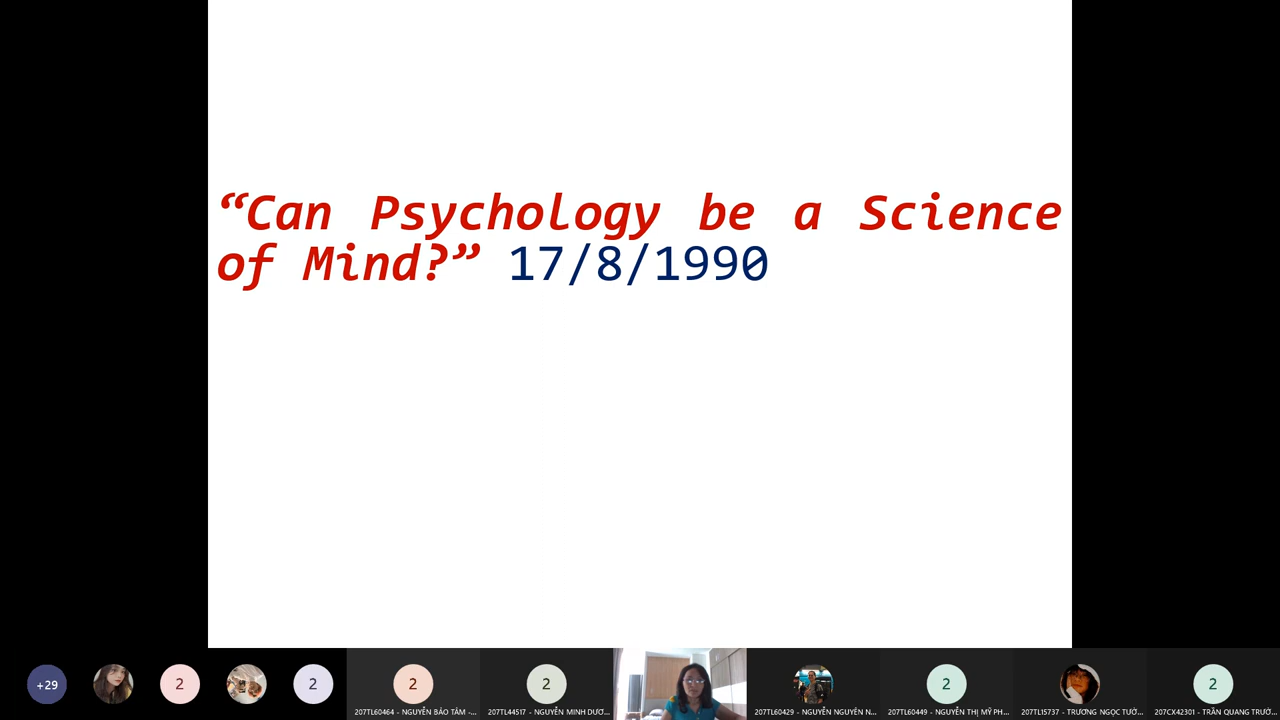 “Can Psychology be a Science
of Mind?” 17/8/1990
+29
2
2
2
2
2
2
207TL60464 - NGUYỄN BẢO TÂM -...
207TL44517 - NGUYỄN MINH DƯƠ...
207TL60429 - NGUYỄN NGUYÊN N...
207TL60449 - NGUYỄN THỊ MỸ PH...
207TL15737 - TRƯƠNG NGỌC TƯỜ...
207CX42301 - TRẦN QUANG TRƯỜ...